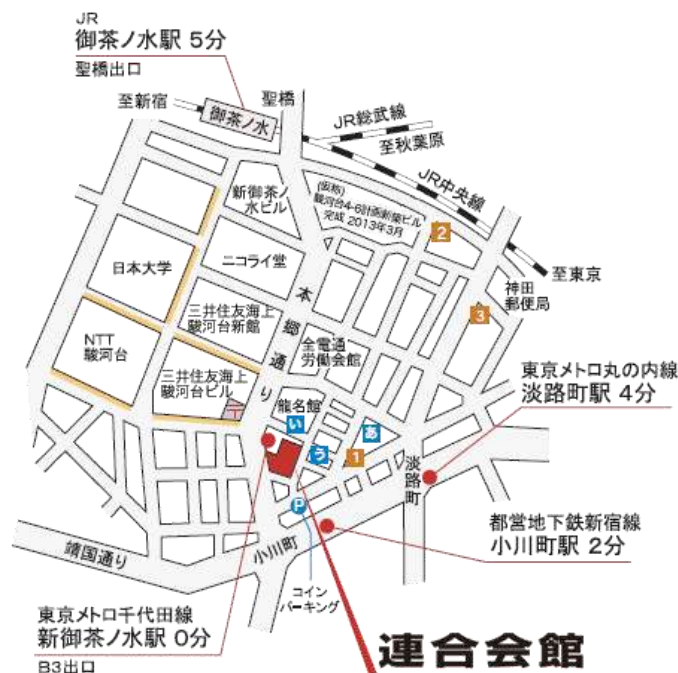 JR
御茶ノ水駅 5分
聖橋出口
至新宿
御茶ノ水
聖橋
JR総武線
至秋葉原
JR中央線
至東京
新御茶ノ
水ビル
(仮称)
駿河台4-6計画新築ビル
完成 2013年3月
2
日本大学
ニコライ堂
本郷通り
神田
郵便局
3
三井住友海上
駿河台新館
NTT
駿河台
全電通
労働会館
三井住友海上
駿河台ビル
〒
東京メトロ丸の内線
淡路町駅 4分
龍名館
い
あ
う
1
淡路町
P
都営地下鉄新宿線
小川町駅 2分
小川町
靖国通り
コイン
パーキング
東京メトロ千代田線
新御茶ノ水駅 0分
B3出口
連合会館